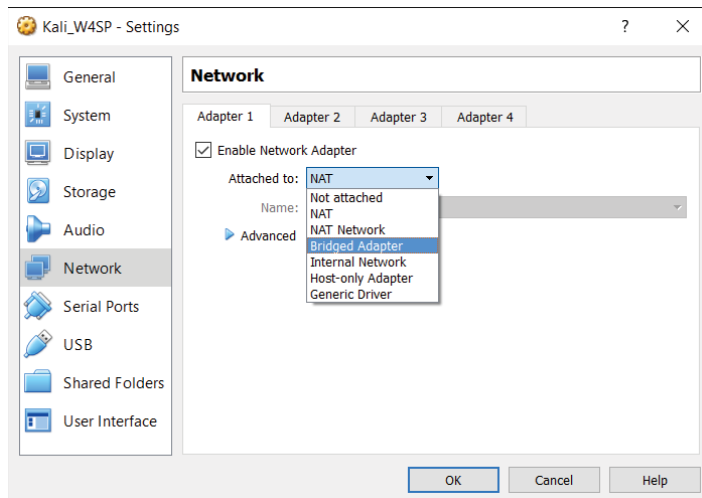 Kali_W4SP - Settings ? ×
General
System
Display
Storage
Audio
Network
Serial Ports
USB
Shared Folders
User Interface
Network
Adapter 1 Adapter 2 Adapter 3 Adapter 4
Enable Network Adapter
Attached to: NAT
Name:
Advanced
Not attached
NAT
NAT Network
Bridged Adapter
Internal Network
Host-only Adapter
Generic Driver
OK Cancel Help